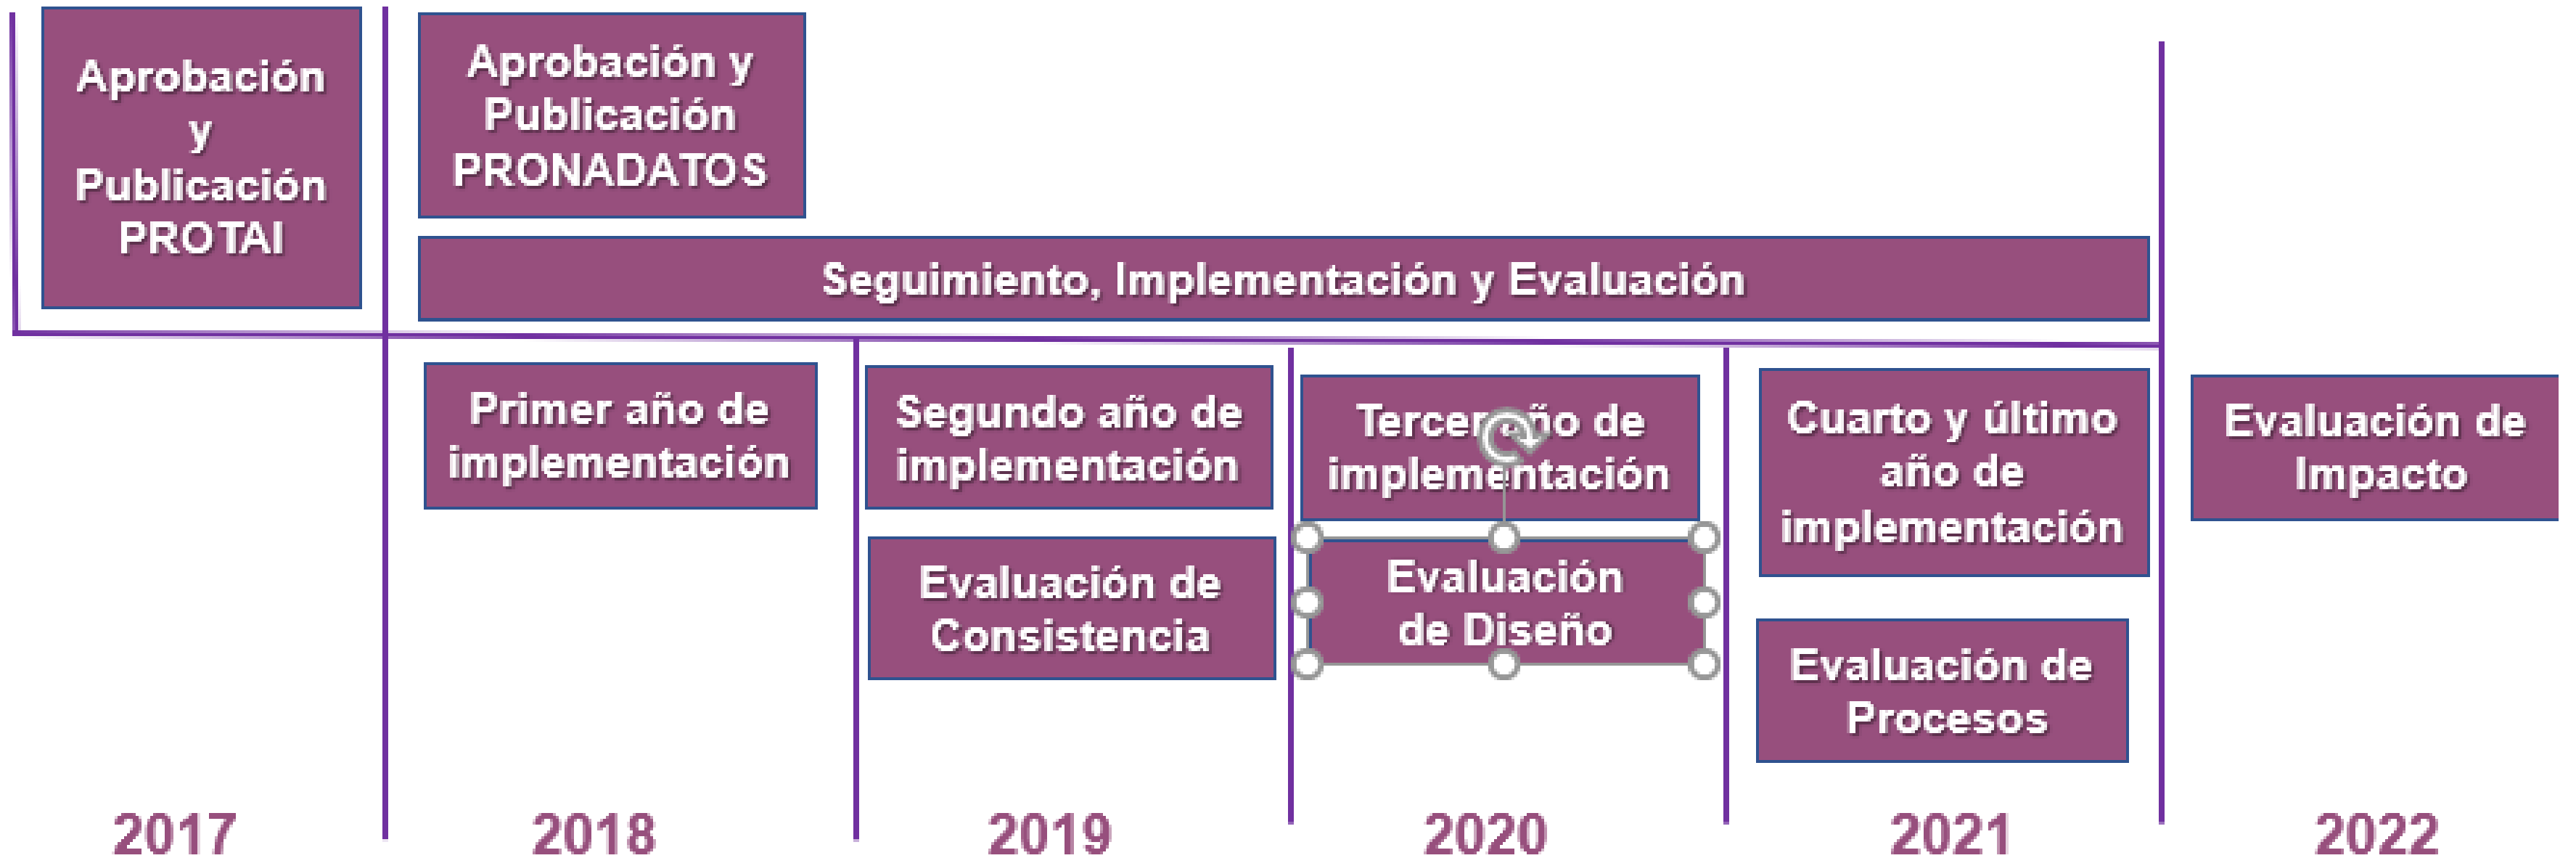 Aprobación
y
Publicación
PROTAI
Aprobación y
Publicación
PRONADATOS
Seguimiento, Implementación y Evaluación
Primer año de
implementación
Segundo año de
implementación
Evaluación de
Consistencia
Tercer año de
implementación
Evaluación
de Diseño
Cuarto y último
año de
implementación
Evaluación de
Procesos
Evaluación de
Impacto
2017
2018
2019
2020
2021
2022